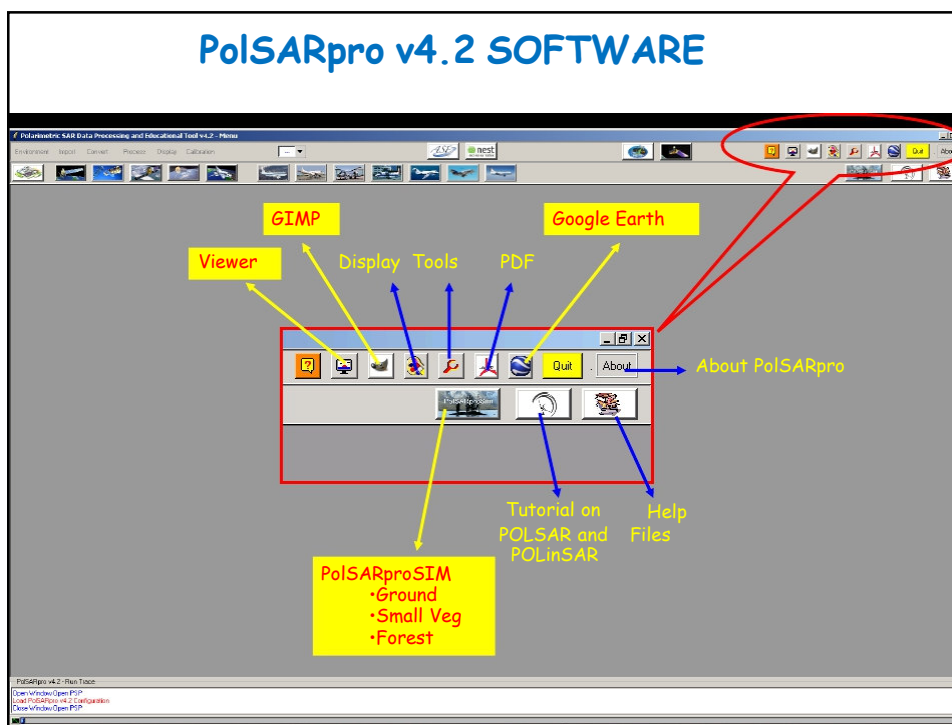 PolSARpro v4.2 SOFTWARE
Polarimetric SAR Data Processing and Educational Tool v4.2 - Menu
Environment Import Convert Process Display Calibration
ASF nest
Quit
GIMP
Google Earth
Viewer
Display Tools PDF
Quit . About
About PolSARpro
PolSARproSim
Tutorial on
POLSAR and
POLinSAR
Help
Files
PolSARproSIM
•Ground
•Small Veg
•Forest
PolSARpro v4.2 - Run Trace
Open Window Open PSP
Load PolSARpro v4.2 Configuration
Close Window Open PSP